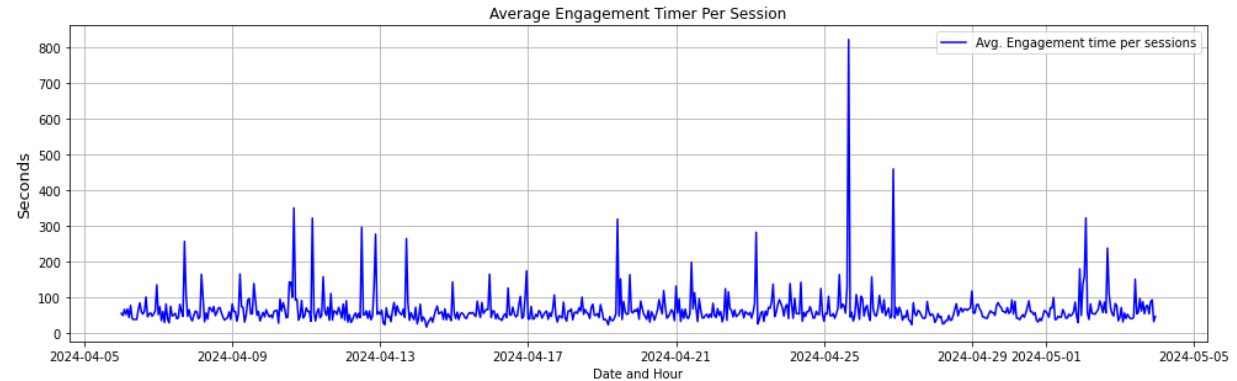 Average Engagement Timer Per Session
Avg. Engagement time per sessions
800
700
600
500
400
300
200
100
0
Seconds
2024-04-05 2024-04-09 2024-04-13 2024-04-17 2024-04-21 2024-04-25 2024-04-29 2024-05-01 2024-05-05
Date and Hour